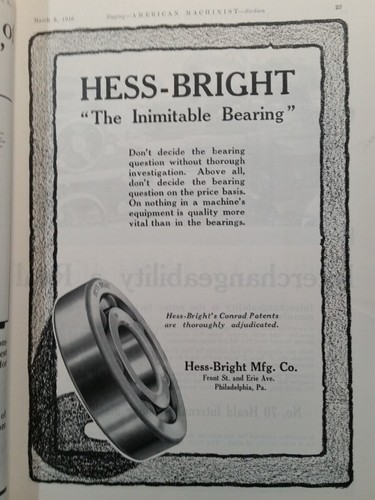 March 9, 1916
Buying—AMERICAN MACHINIST—Section
23
HESS-BRIGHT
"The Inimitable Bearing"
Don't decide the bearing
question without thorough
investigation. Above all,
don't decide the bearing
question on the price basis.
On nothing in a machine's
equipment is quality more
vital than in the bearings.
Hess-Bright's Conrad Patents
are thoroughly adjudicated.
Hess-Bright Mfg. Co.
Front St. and Erie Ave.
Philadelphia, Pa.